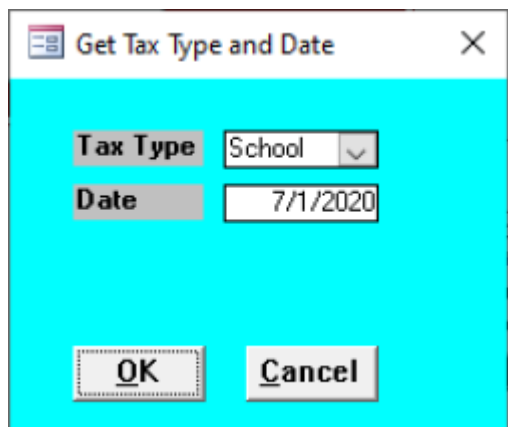 Get Tax Type and Date
Tax Type School
Date 7/1/2020
OK Cancel